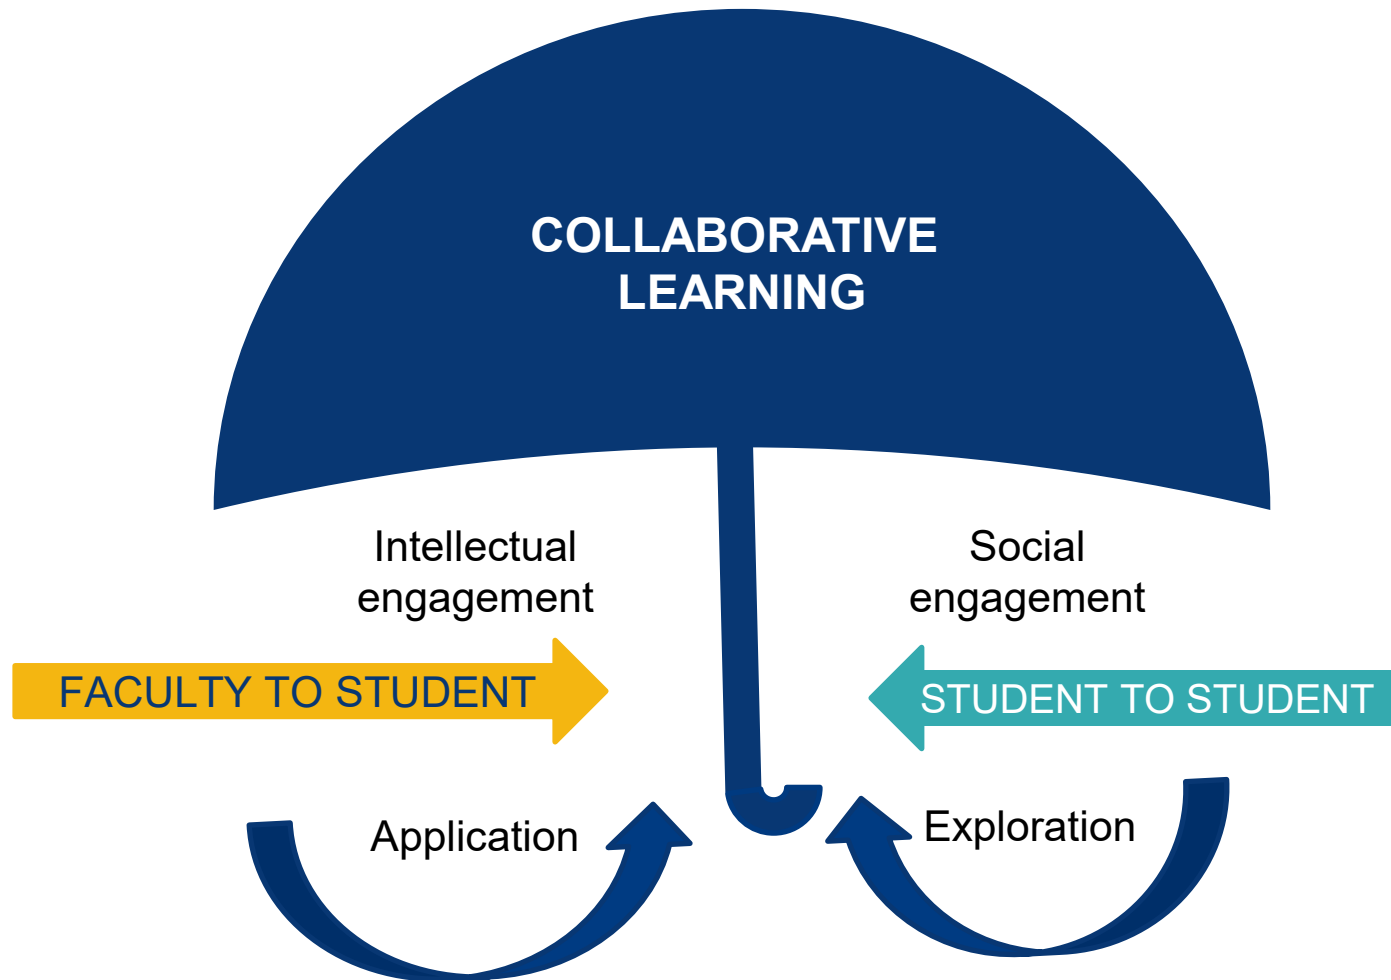 COLLABORATIVE
LEARNING
Intellectual
engagement
Social
engagement
FACULTY TO STUDENT
STUDENT TO STUDENT
Application
Exploration